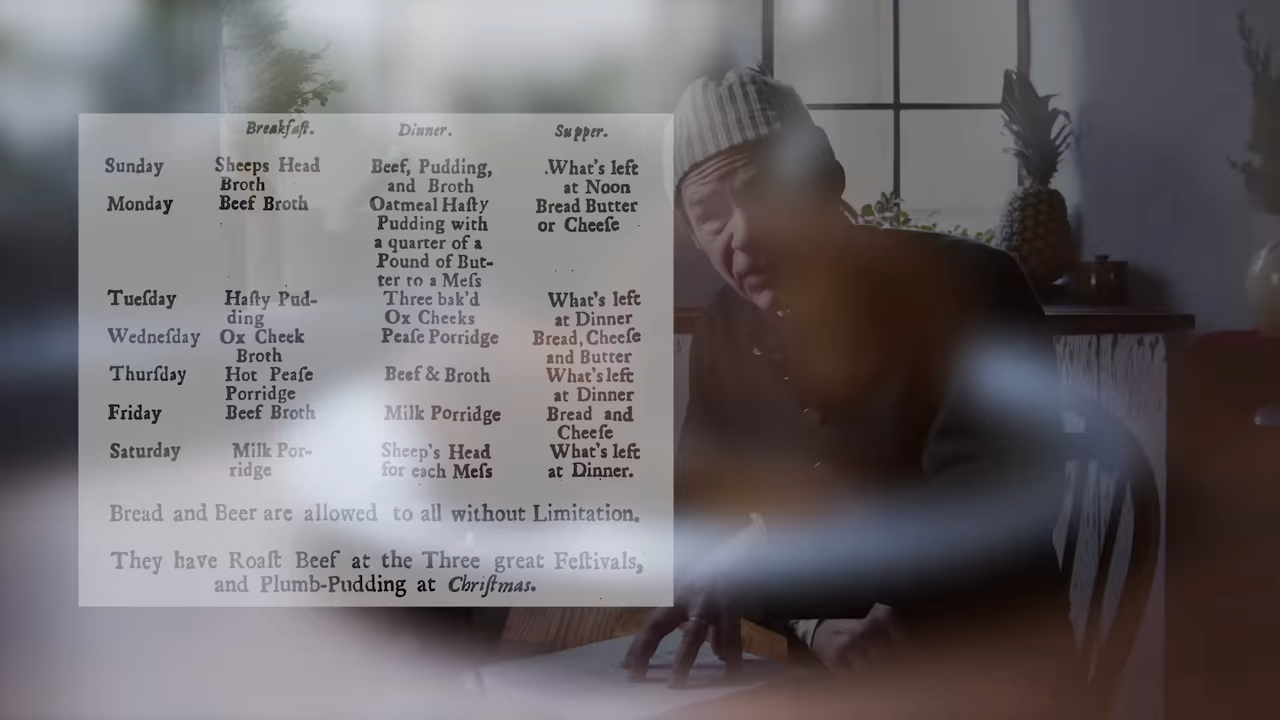 Breakfaſt. Dinner. Supper.
Sunday Sheeps Head Beef, Pudding, .What's left
Broth and Broth at Noon
Monday Beef Broth Oatmeal Haſty Bread Butter
Pudding with or Cheeſe
a quarter of a
Pound of But-
ter to a Meſs
Tueſday Haſty Pud- Three bak'd What's left
ding Ox Cheeks at Dinner
Wedneſday Ox Cheek Peaſe Porridge Bread, Cheeſe
Broth and Butter
Thurſday Hot Peaſe Beef & Broth What's left
Porridge at Dinner
Friday Beef Broth Milk Porridge Bread and
Cheeſe
Saturday Milk Por- Sheep's Head What's left
ridge for each Meſs at Dinner.
Bread and Beer are allowed to all without Limitation.
They have Roaſt Beef at the Three great Feſtivals,
and Plumb-Pudding at Chriſtmas.